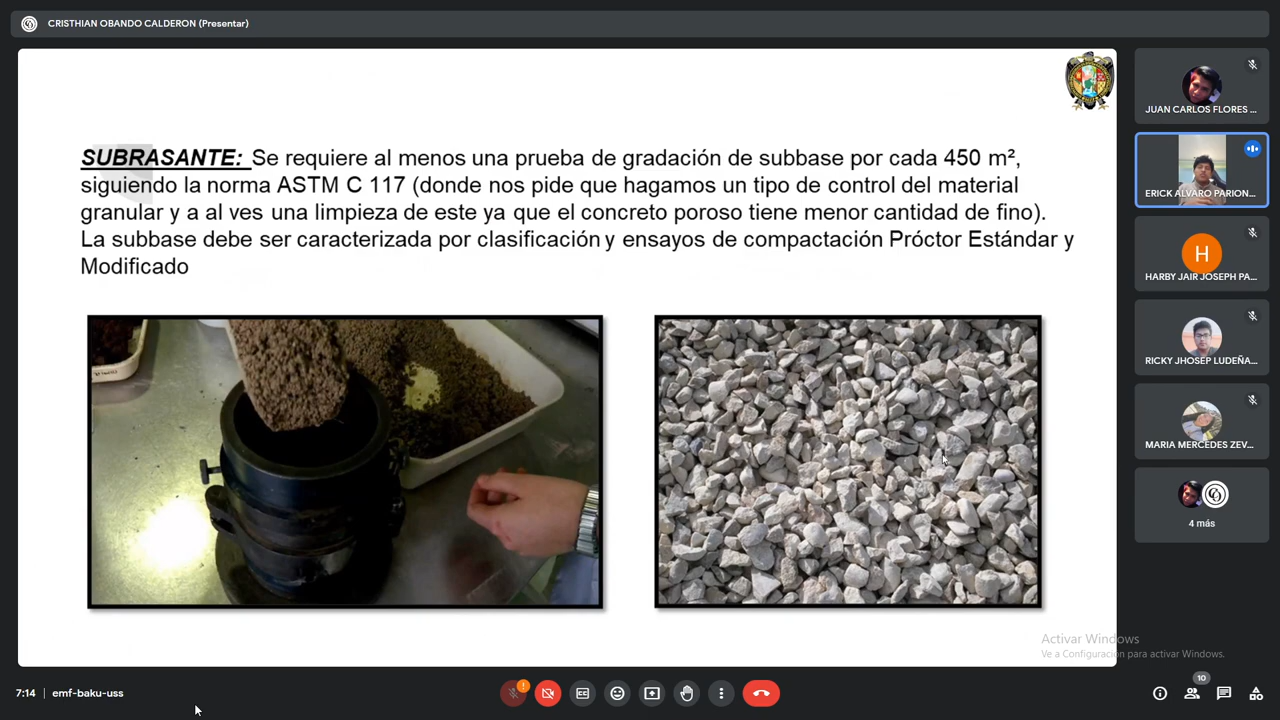 CRISTHIAN OBANDO CALDERON (Presentar)
SUBRASANTE: Se requiere al menos una prueba de gradación de subbase por cada 450 m²,
siguiendo la norma ASTM C 117 (donde nos pide que hagamos un tipo de control del material
granular y a al ves una limpieza de este ya que el concreto poroso tiene menor cantidad de fino).
La subbase debe ser caracterizada por clasificación y ensayos de compactación Próctor Estándar y
Modificado
JUAN CARLOS FLORES ...
ERICK ALVARO PARION...
H
HARBY JAIR JOSEPH PA...
RICKY JHOSEP LUDEÑA...
MARIA MERCEDES ZEV...
4 más
Activar Windows
Ve a Configuración para activar Windows.
7:14 | emf-baku-uss
10